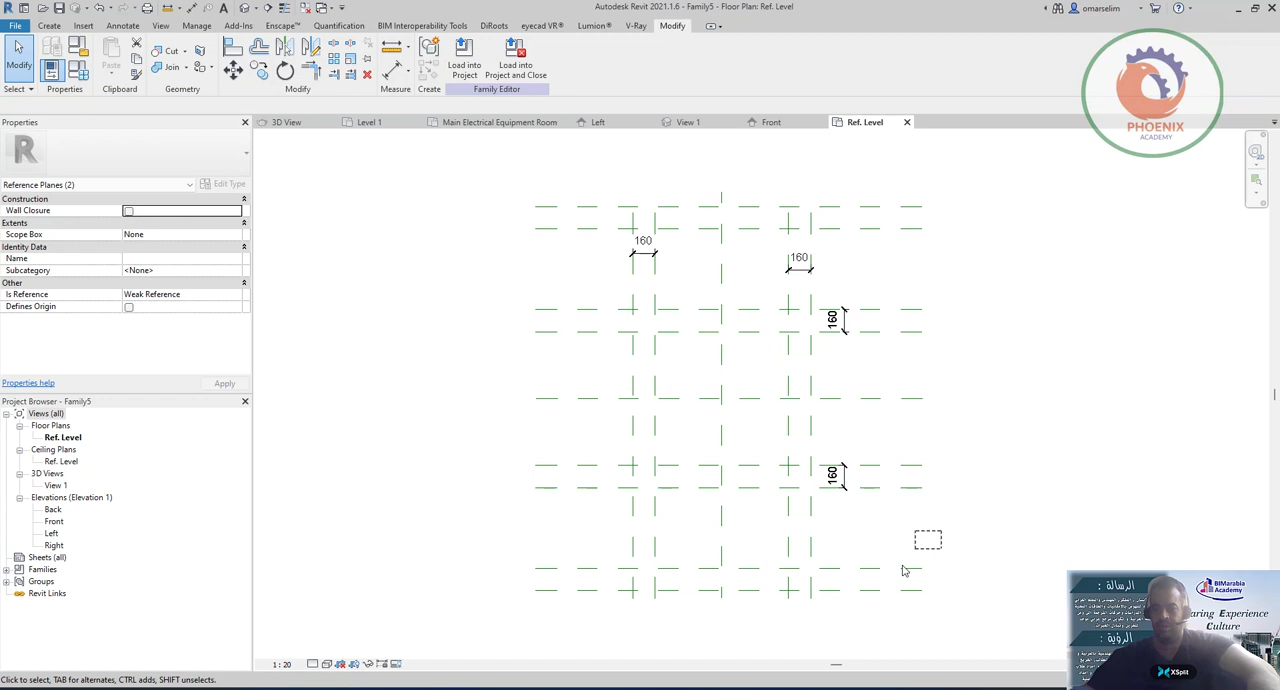 Autodesk Revit 2021.1.6 - Family5 - Floor Plan: Ref. Level
omarselim
File Create Insert Annotate View Manage Add-Ins Enscape™ Quantification BIM Interoperability Tools DiRoots eyecad VR® Lumion® V-Ray Modify
Modify
Paste
Cut
Join
Load into Project
Load into Project and Close
Select Properties Clipboard Geometry Modify Measure Create Family Editor
PHOENIX
ACADEMY
Properties
3D View Level 1 Main Electrical Equipment Room Left View 1 Front Ref. Level
Reference Planes (2)
Edit Type
Construction
Wall Closure
Extents
Scope Box None
Identity Data
Name
Subcategory <None>
Other
Is Reference Weak Reference
Defines Origin
160
160
160
160
Properties help
Apply
Project Browser - Family5
Views (all)
Floor Plans
Ref. Level
Ceiling Plans
Ref. Level
3D Views
View 1
Elevations (Elevation 1)
Back
Front
Left
Right
Sheets (all)
Families
Groups
Revit Links
1 : 20
الرسالة :
BIMarabia
Academy
aring Experience
Culture
الرؤية :
XSplit
Click to select, TAB for alternates, CTRL adds, SHIFT unselects.